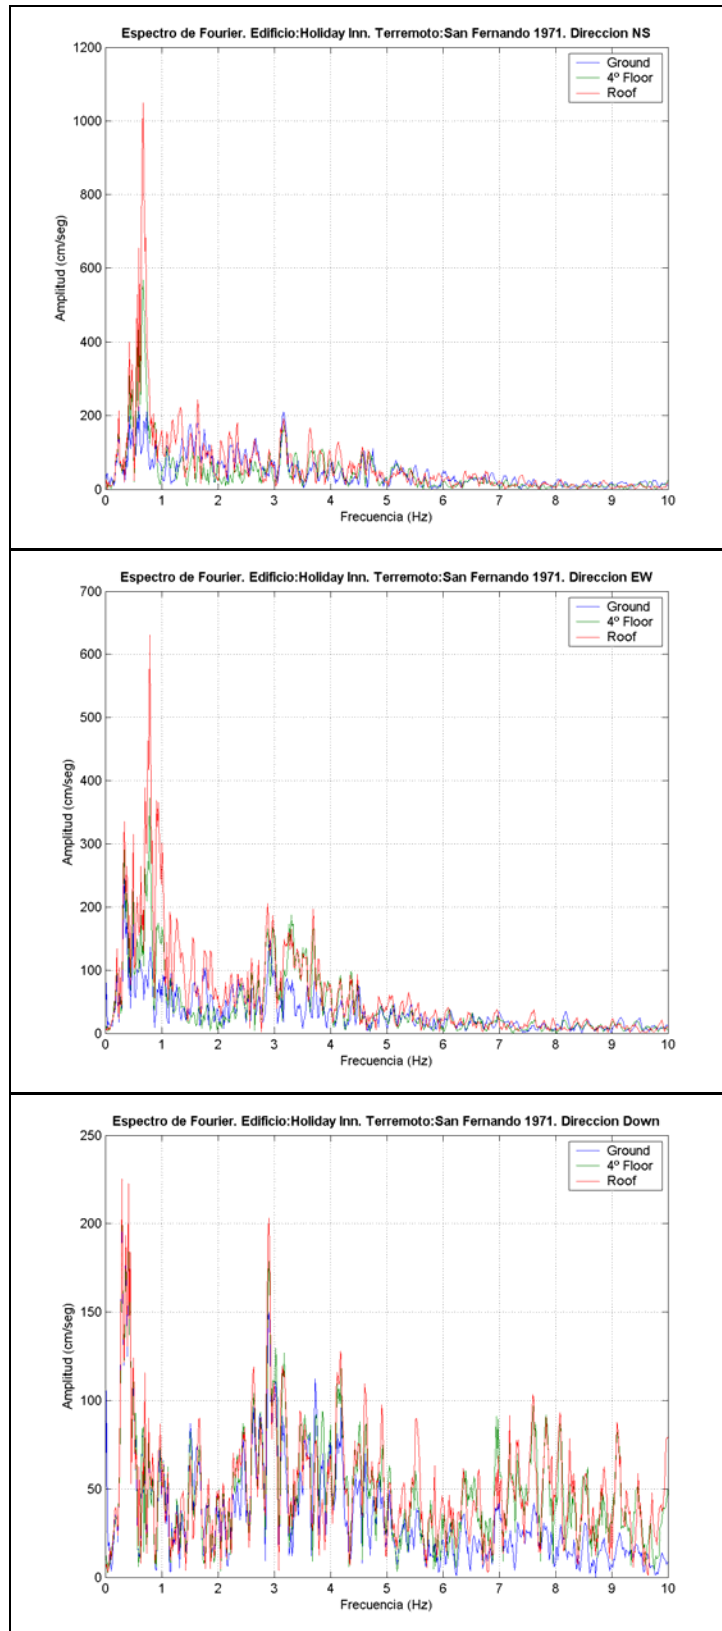 Espectro de Fourier. Edificio:Holiday Inn. Terremoto:San Fernando 1971. Direccion NS
Ground
4º Floor
Roof
1200
1000
800
600
400
200
0
Amplitud (cm/seg)
0 1 2 3 4 5 6 7 8 9 10
Frecuencia (Hz)
Espectro de Fourier. Edificio:Holiday Inn. Terremoto:San Fernando 1971. Direccion EW
Ground
4º Floor
Roof
700
600
500
400
300
200
100
0
Amplitud (cm/seg)
0 1 2 3 4 5 6 7 8 9 10
Frecuencia (Hz)
Espectro de Fourier. Edificio:Holiday Inn. Terremoto:San Fernando 1971. Direccion Down
Ground
4º Floor
Roof
250
200
150
100
50
0
Amplitud (cm/seg)
0 1 2 3 4 5 6 7 8 9 10
Frecuencia (Hz)